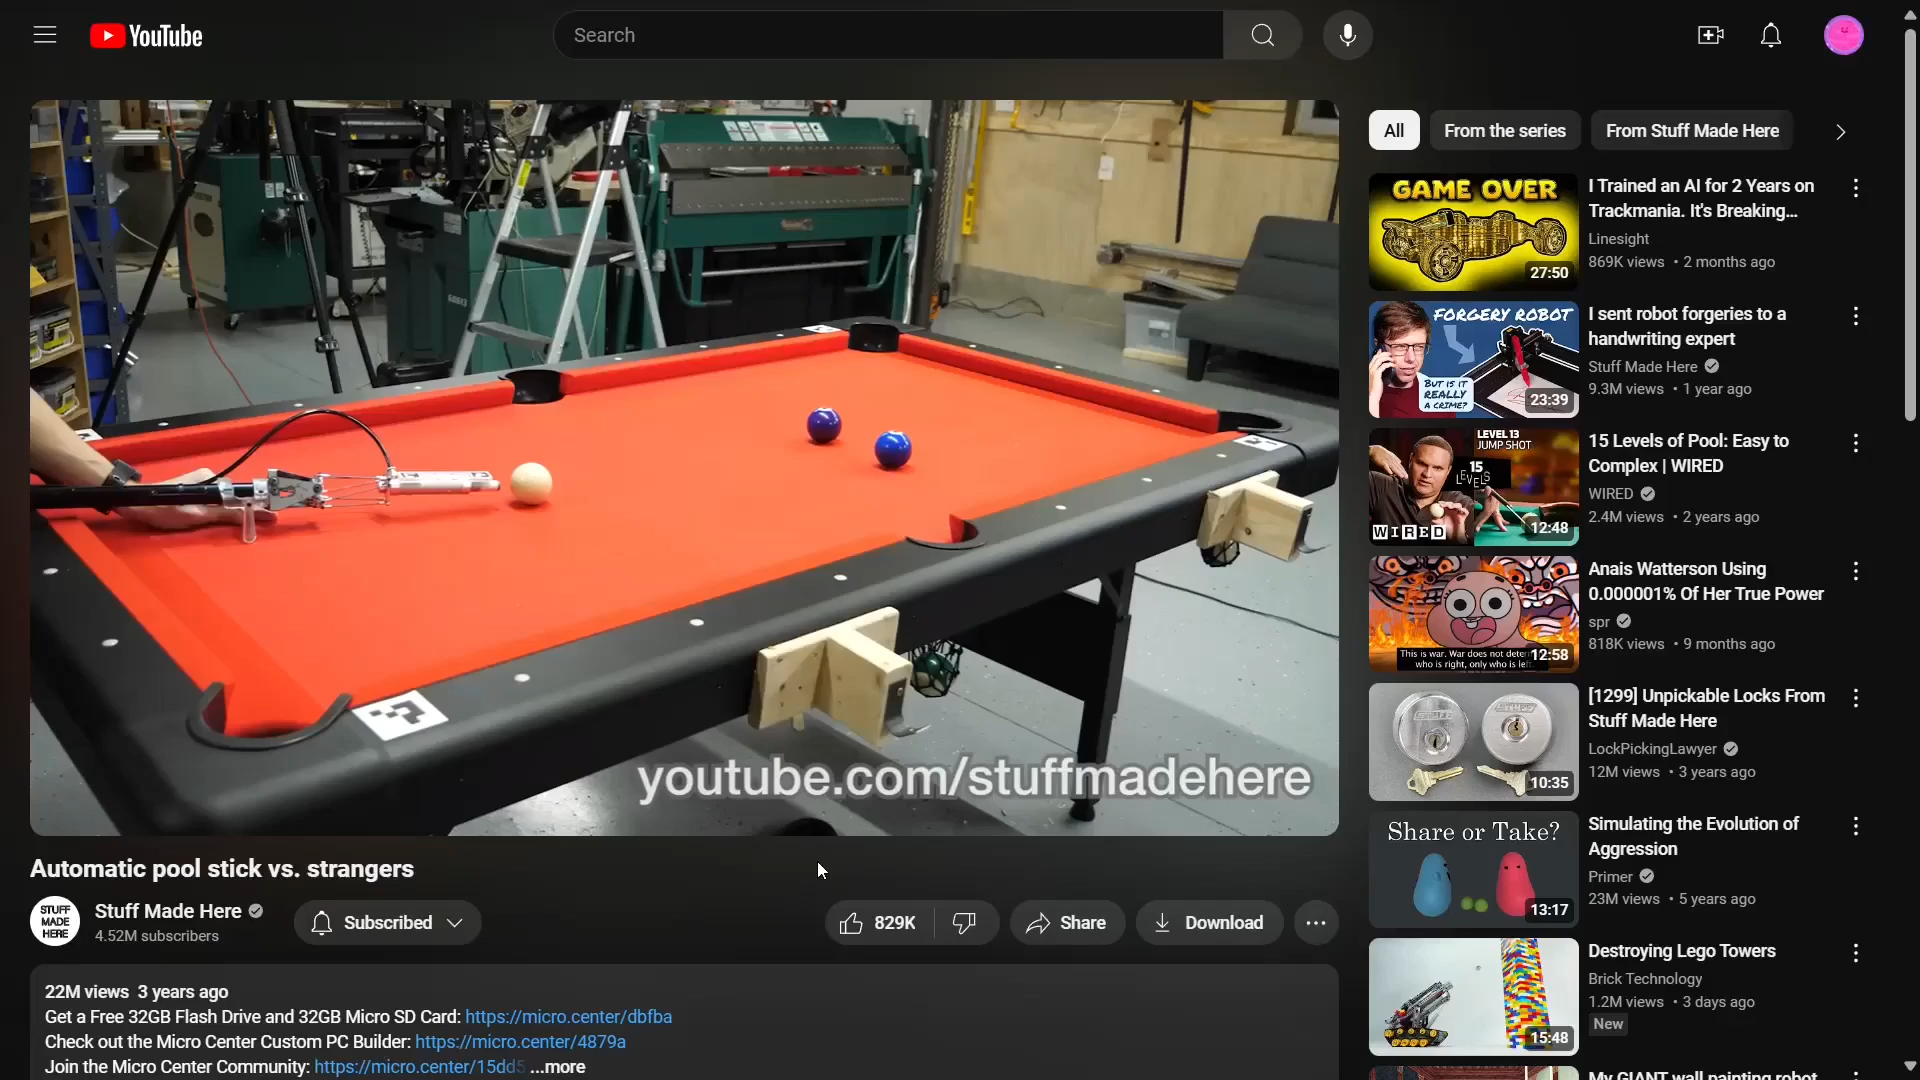 YouTube
Search
youtube.com/stuffmadehere
Automatic pool stick vs. strangers
STUFF
MADE
HERE
Stuff Made Here
4.52M subscribers
Subscribed
829K
Share
Download
22M views 3 years ago
Get a Free 32GB Flash Drive and 32GB Micro SD Card: https://micro.center/dbfba
Check out the Micro Center Custom PC Builder: https://micro.center/4879a
Join the Micro Center Community: https://micro.center/15dd5 ...more
All
From the series
From Stuff Made Here
GAME OVER
27:50
I Trained an AI for 2 Years on
Trackmania. It's Breaking...
Linesight
869K views • 2 months ago
FORGERY ROBOT
BUT IS IT
REALLY
A CRIME?
23:39
I sent robot forgeries to a
handwriting expert
Stuff Made Here
9.3M views • 1 year ago
LEVEL 13
JUMP SHOT
15
LEVELS
WIRED
12:48
15 Levels of Pool: Easy to
Complex | WIRED
WIRED
2.4M views • 2 years ago
This is war. War does not deter
who is right, only who is left.
12:58
Anais Watterson Using
0.000001% Of Her True Power
spr
818K views • 9 months ago
10:35
[1299] Unpickable Locks From
Stuff Made Here
LockPickingLawyer
12M views • 3 years ago
Share or Take?
13:17
Simulating the Evolution of
Aggression
Primer
23M views • 5 years ago
15:48
Destroying Lego Towers
Brick Technology
1.2M views • 3 days ago
New
My GIANT wall painting robot